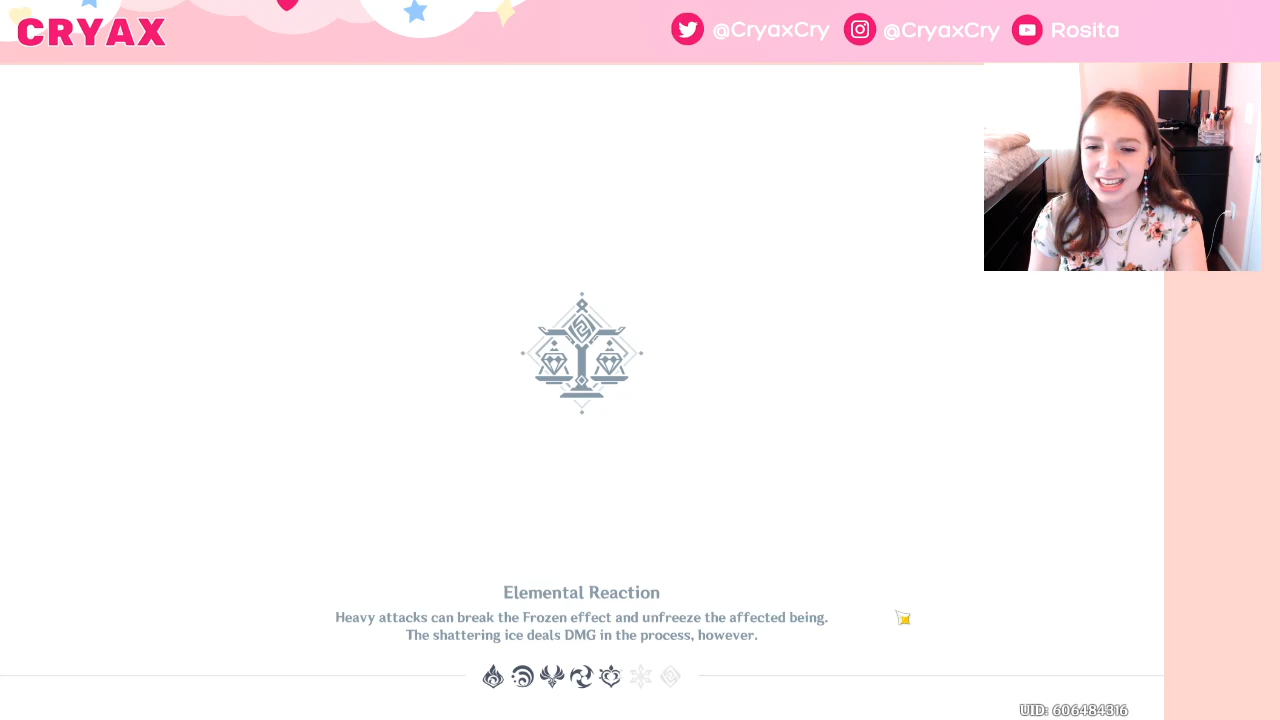 CRYAX
@CryaxCry
@CryaxCry
Rosita
Elemental Reaction
Heavy attacks can break the Frozen effect and unfreeze the affected being.
The shattering ice deals DMG in the process, however.
UID: 606484316